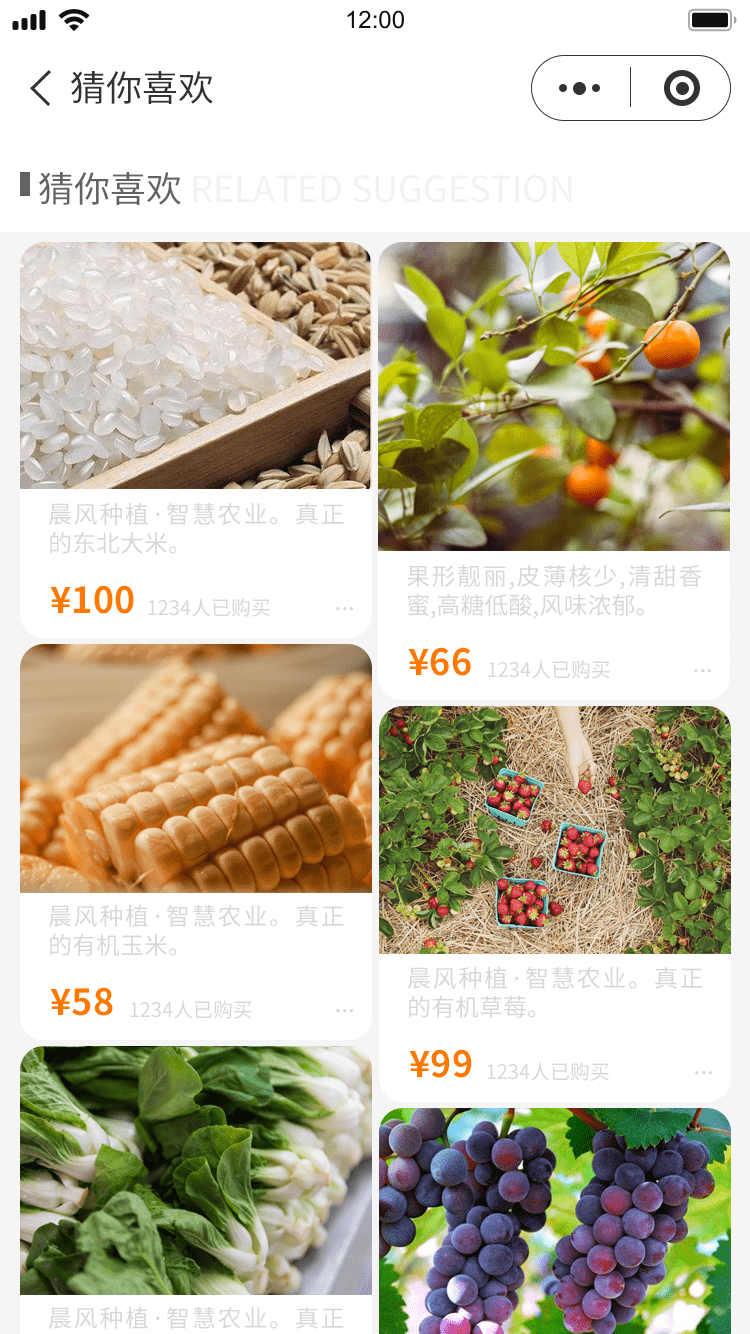 12:00
猜你喜欢
猜你喜欢 RELATED SUGGESTION
晨风种植·智慧农业。真正
的东北大米。
¥100 1234人已购买 ...
果形靓丽,皮薄核少,清甜香
蜜,高糖低酸,风味浓郁。
¥66 1234人已购买 ...
晨风种植·智慧农业。真正
的有机玉米。
¥58 1234人已购买 ...
晨风种植·智慧农业。真正
的有机草莓。
¥99 1234人已购买 ...
晨风种植·智慧农业。真正